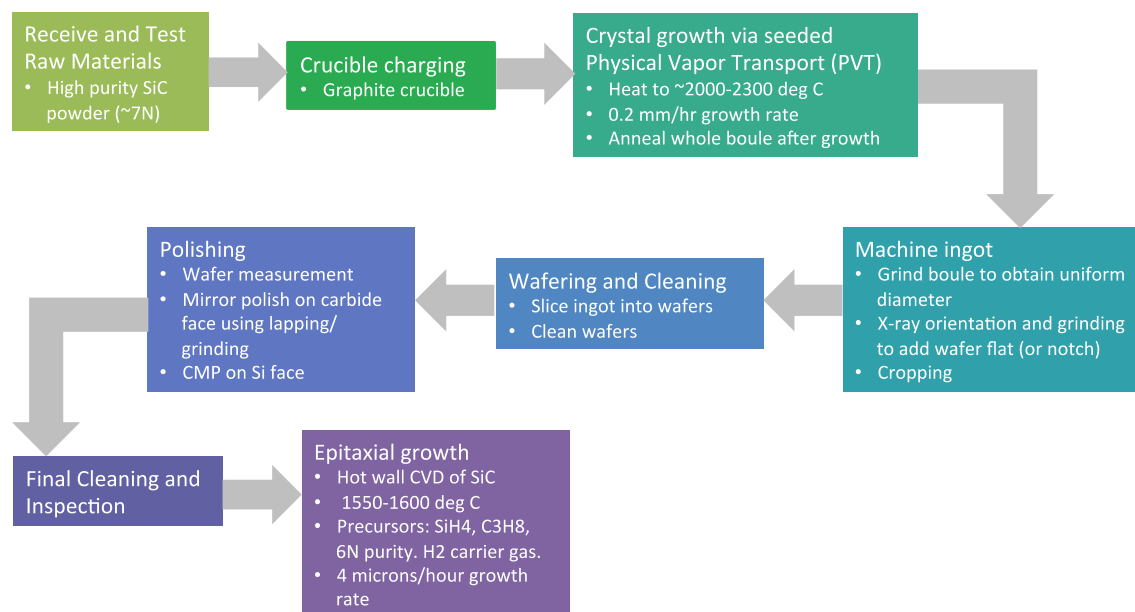 Receive and Test
Raw Materials
• High purity SiC
powder (~7N)
Crucible charging
• Graphite crucible
Crystal growth via seeded
Physical Vapor Transport (PVT)
• Heat to ~2000-2300 deg C
• 0.2 mm/hr growth rate
• Anneal whole boule after growth
Machine ingot
• Grind boule to obtain uniform
diameter
• X-ray orientation and grinding
to add wafer flat (or notch)
• Cropping
Wafering and Cleaning
• Slice ingot into wafers
• Clean wafers
Polishing
• Wafer measurement
• Mirror polish on carbide
face using lapping/
grinding
• CMP on Si face
Final Cleaning and
Inspection
Epitaxial growth
• Hot wall CVD of SiC
• 1550-1600 deg C
• Precursors: SiH4, C3H8,
6N purity. H2 carrier gas.
• 4 microns/hour growth
rate